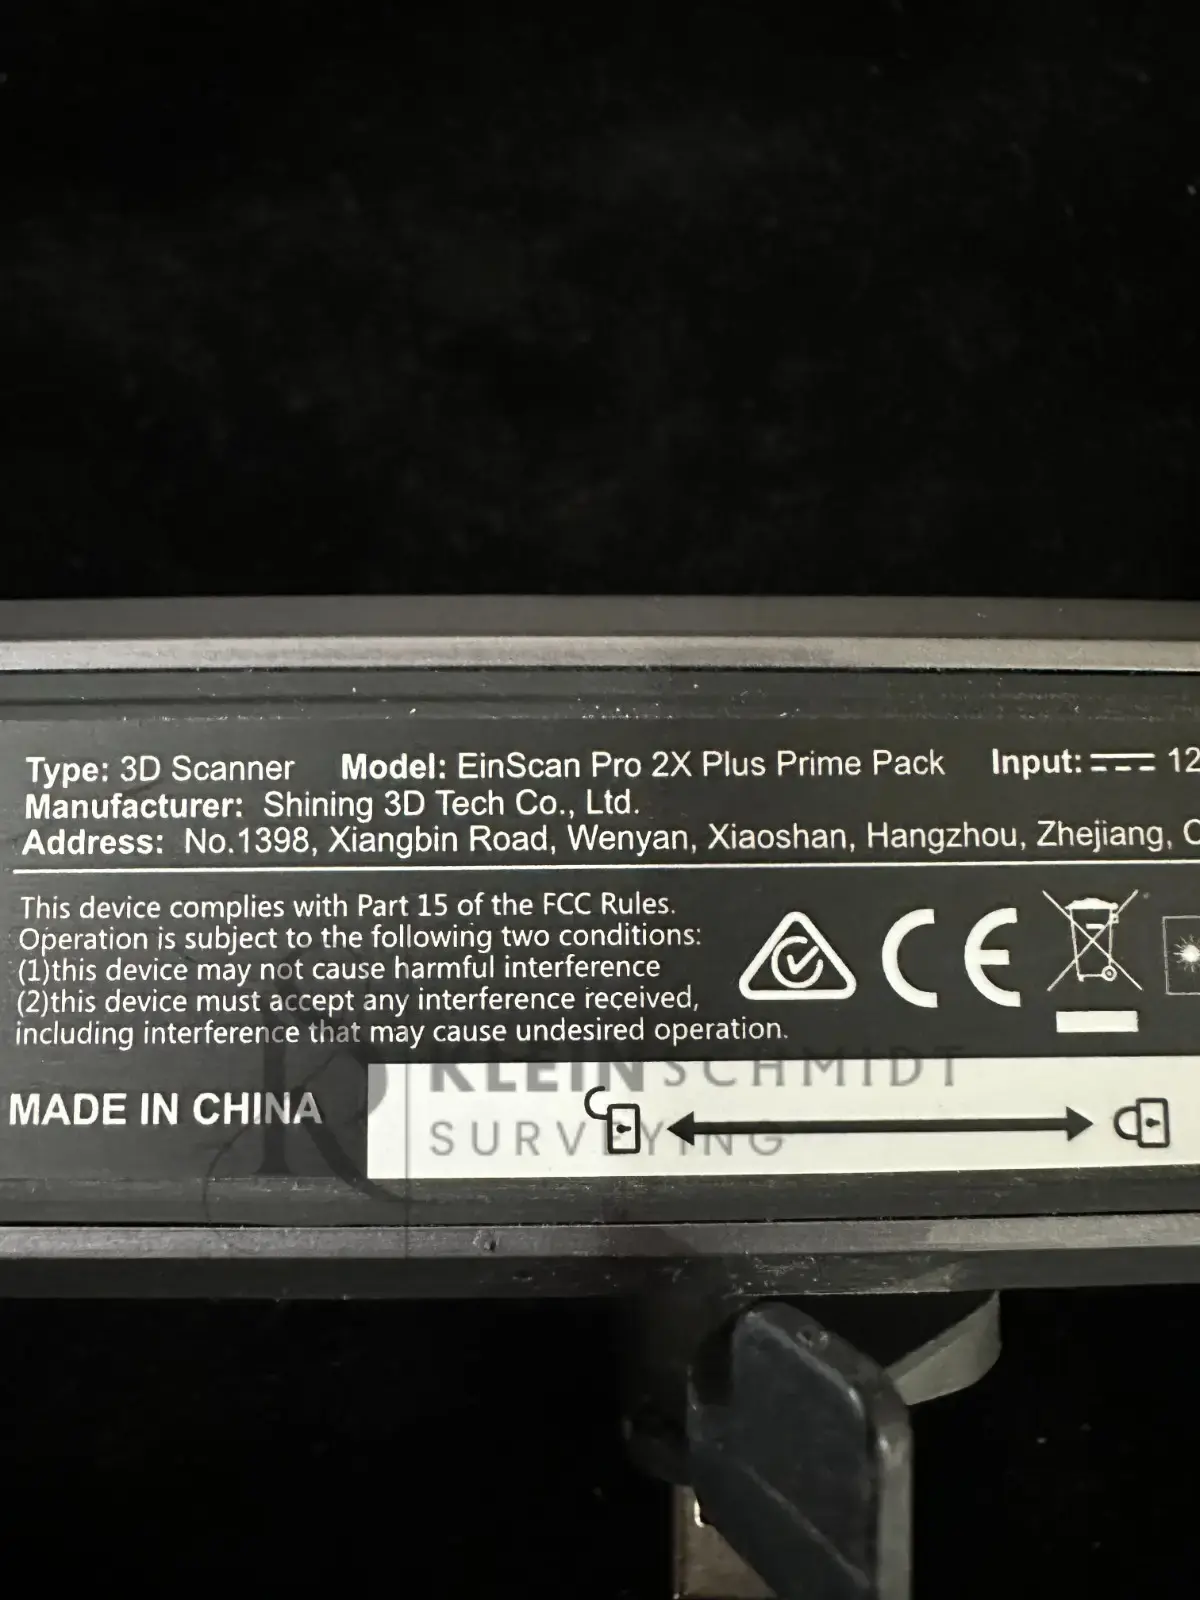 Type: 3D Scanner Model: EinScan Pro 2X Plus Prime Pack Input: 12
Manufacturer: Shining 3D Tech Co., Ltd.
Address: No.1398, Xiangbin Road, Wenyan, Xiaoshan, Hangzhou, Zhejiang, C
This device complies with Part 15 of the FCC Rules.
Operation is subject to the following two conditions:
(1)this device may not cause harmful interference
(2)this device must accept any interference received,
including interference that may cause undesired operation.
CE
KLEINSCHMIDT
SURVEYING
MADE IN CHINA